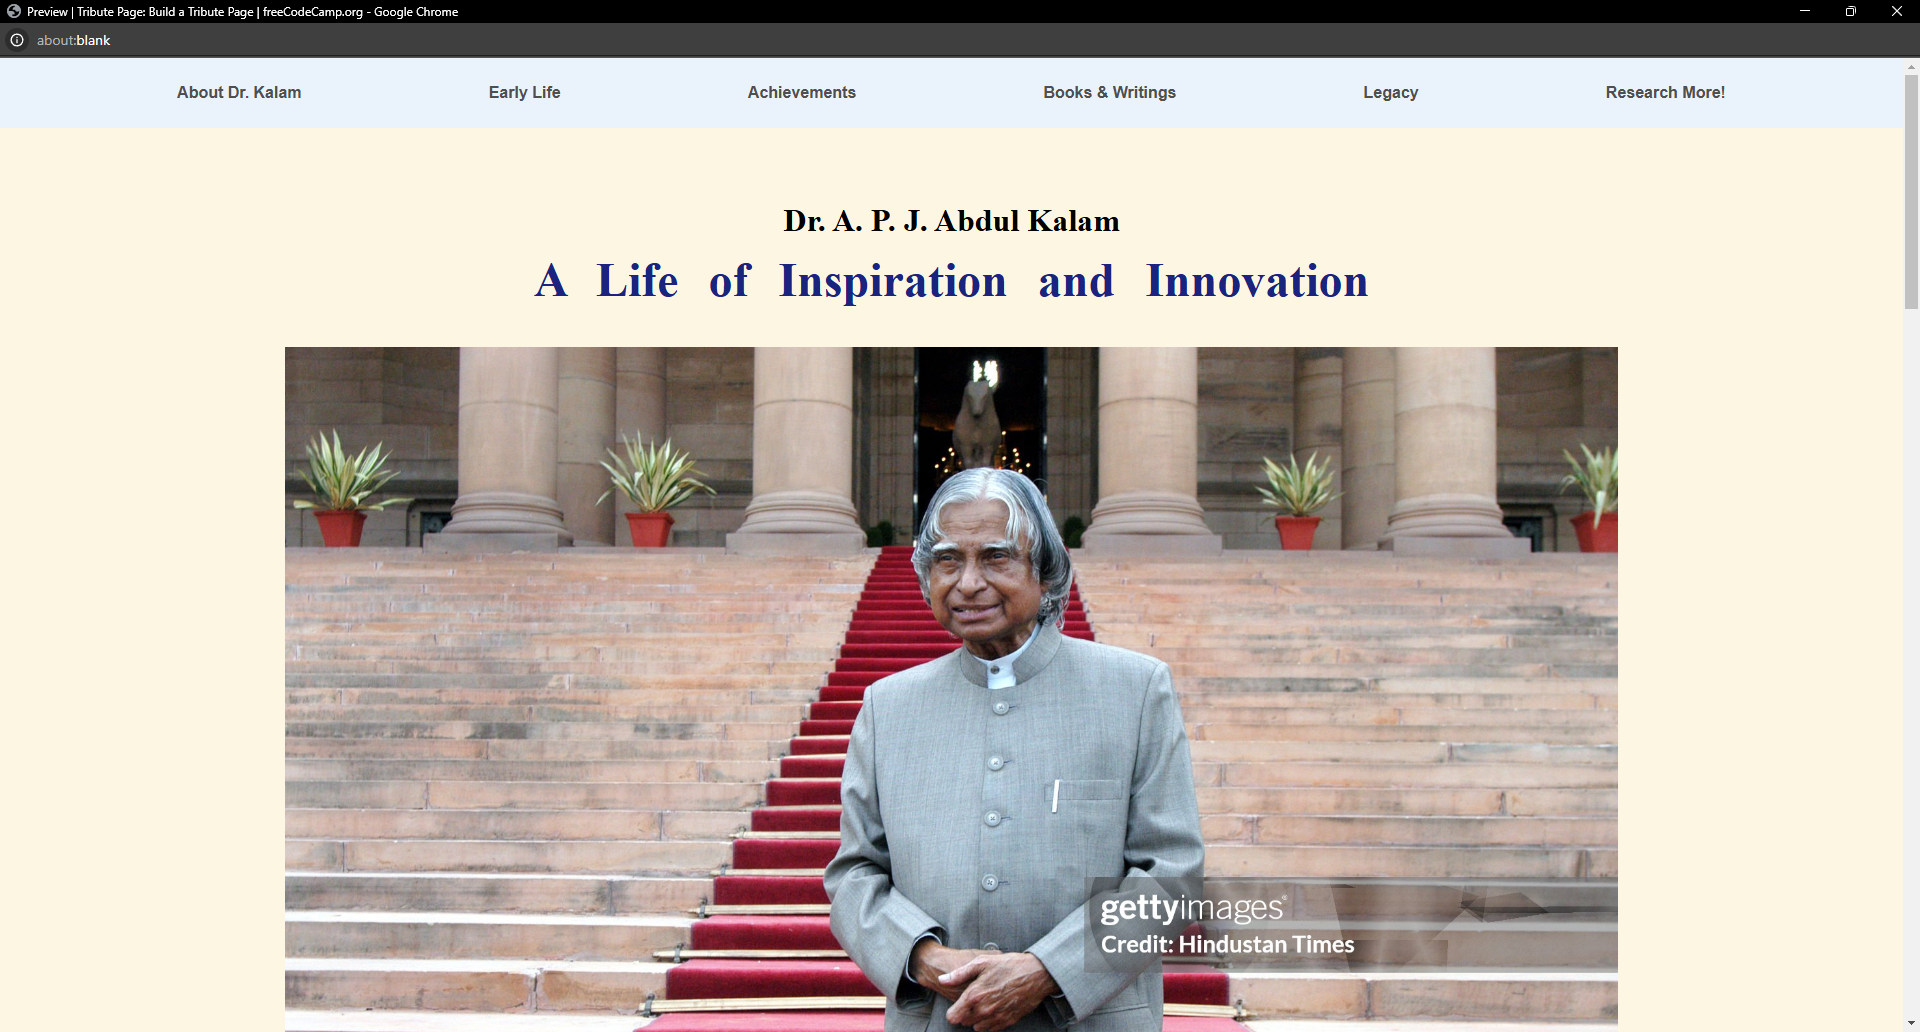 Preview | Tribute Page: Build a Tribute Page | freeCodeCamp.org - Google Chrome
about:blank
About Dr. Kalam Early Life Achievements Books & Writings Legacy Research More!
Dr. A. P. J. Abdul Kalam
A Life of Inspiration and Innovation
gettyimages®
Credit: Hindustan Times